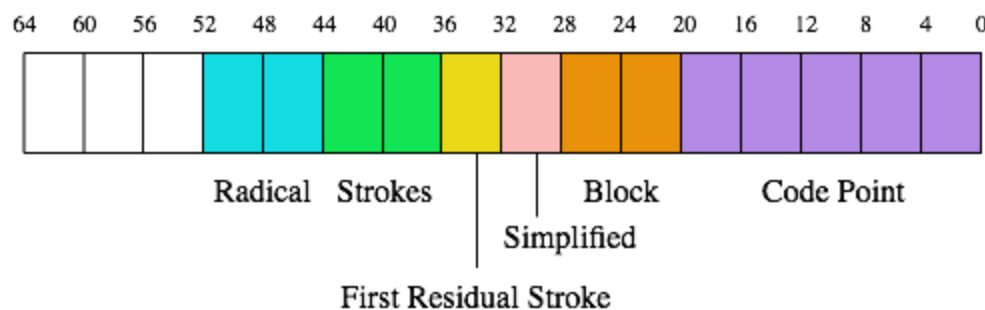 64 60 56 52 48 44 40 36 32 28 24 20 16 12 8 4 0
Radical Strokes Block Code Point
Simplified
First Residual Stroke